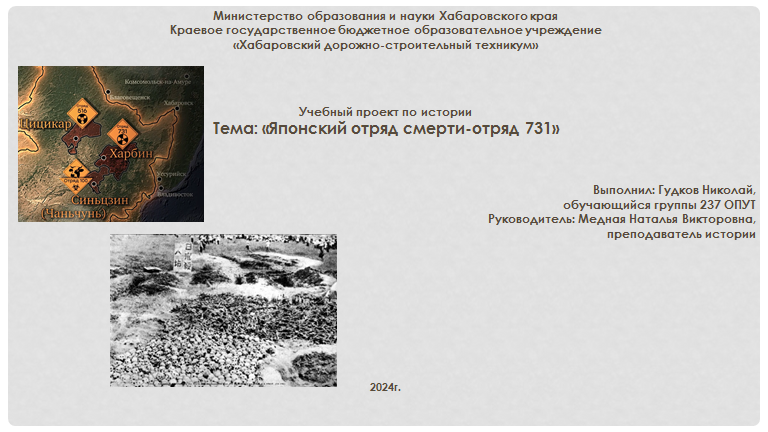 Министерство образования и науки Хабаровского края
Краевое государственное бюджетное образовательное учреждение
«Хабаровский дорожно-строительный техникум»
Комсомольск-на-Амуре
Благовещенск
Хабаровск
516
Цицикар
731
Харбин
Отряд 100
Уссурийск
Синьцзин
Владивосток
(Чаньчунь)
Учебный проект по истории
Тема: «Японский отряд смерти-отряд 731»
Выполнил: Гудков Николай,
обучающийся группы 237 ОПУТ
Руководитель: Медная Наталья Викторовна,
преподаватель истории
2024г.